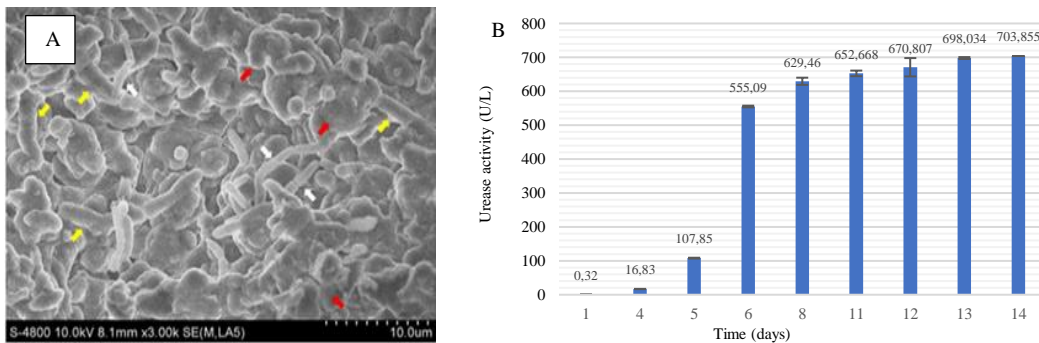 A
S-4800 10.0kV 8.1mm x3.00k SE(M,LA5)
10.0um
B
Urease activity (U/L)
800
700
600
500
400
300
200
100
0
0,32
16,83
107,85
555,09
629,46
652,668
670,807
698,034
703,855
1 4 5 6 8 11 12 13 14
Time (days)